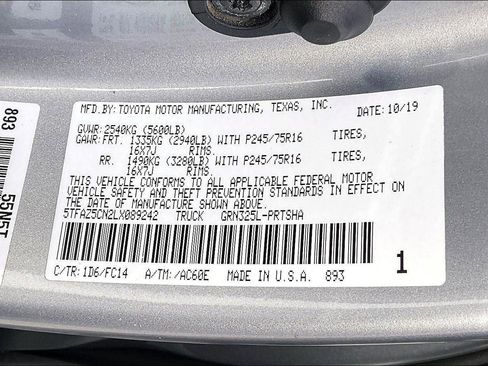 MFD.BY: TOYOTA MOTOR MANUFACTURING, TEXAS, INC. DATE: 10/19
GVWR: 2540KG (5600LB)
GAWR: FRT. 1335KG (2940LB) WITH P245/75R16 TIRES,
16X7J RIMS.
RR. 1490KG (3280LB) WITH P245/75R16 TIRES,
16X7J RIMS.
THIS VEHICLE CONFORMS TO ALL APPLICABLE FEDERAL MOTOR
VEHICLE SAFETY AND THEFT PREVENTION STANDARDS IN EFFECT ON
THE DATE OF MANUFACTURE SHOWN ABOVE.
5TFAZ5CN2LX089242 TRUCK GRN325L-PRTSHA
C/TR: 1D6/FC14 A/TM: -/AC60E MADE IN U.S.A. 893
1
893
55N5T